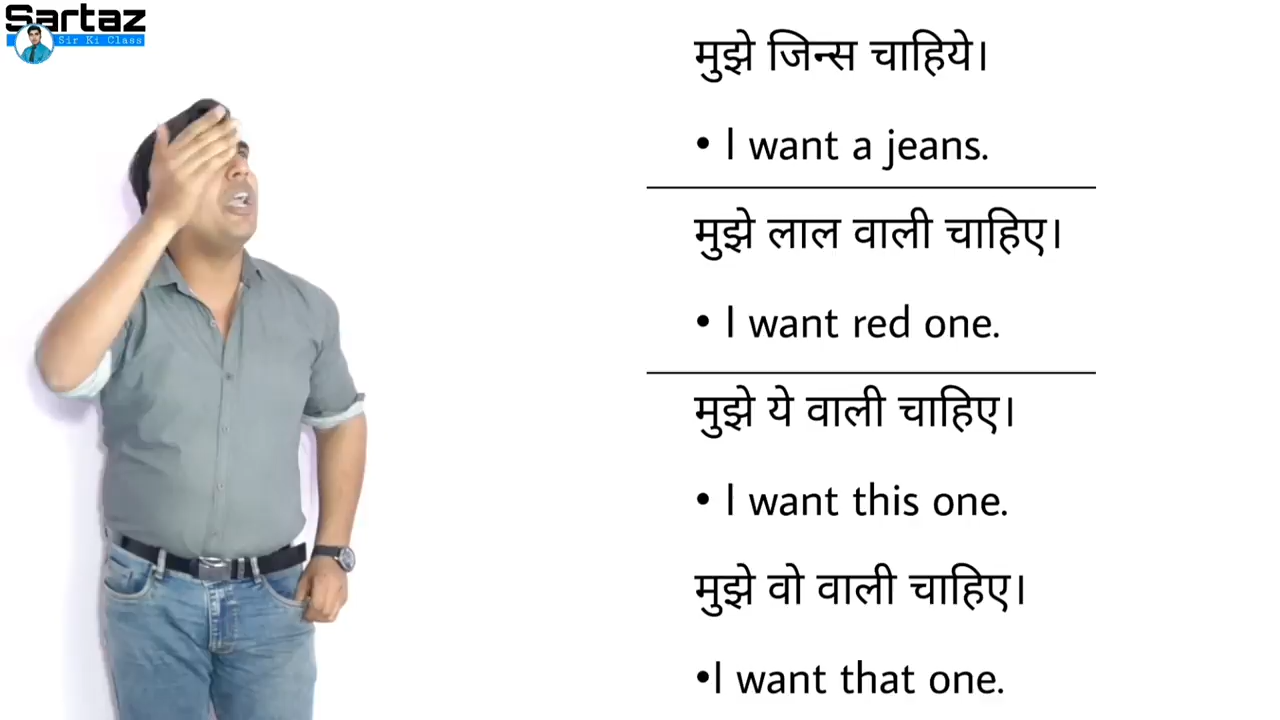 Sartaz
Sir Ki Class
मुझे जिन्स चाहिये।
• I want a jeans.
मुझे लाल वाली चाहिए।
• I want red one.
मुझे ये वाली चाहिए।
• I want this one.
मुझे वो वाली चाहिए।
•I want that one.